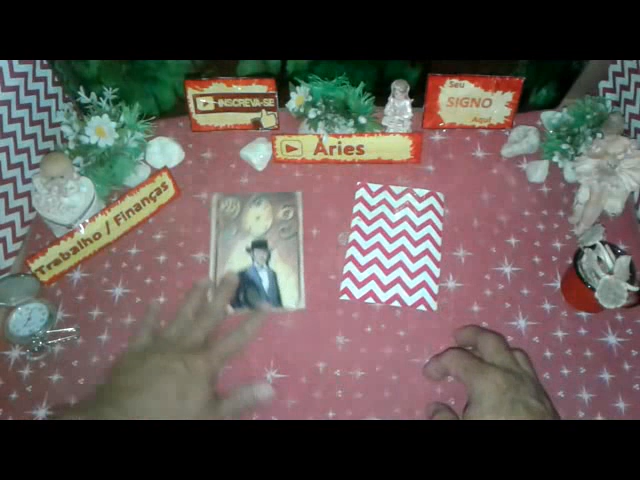 INSCREVA-SE
Seu
SIGNO
Aqui
Áries
Trabalho / Finanças